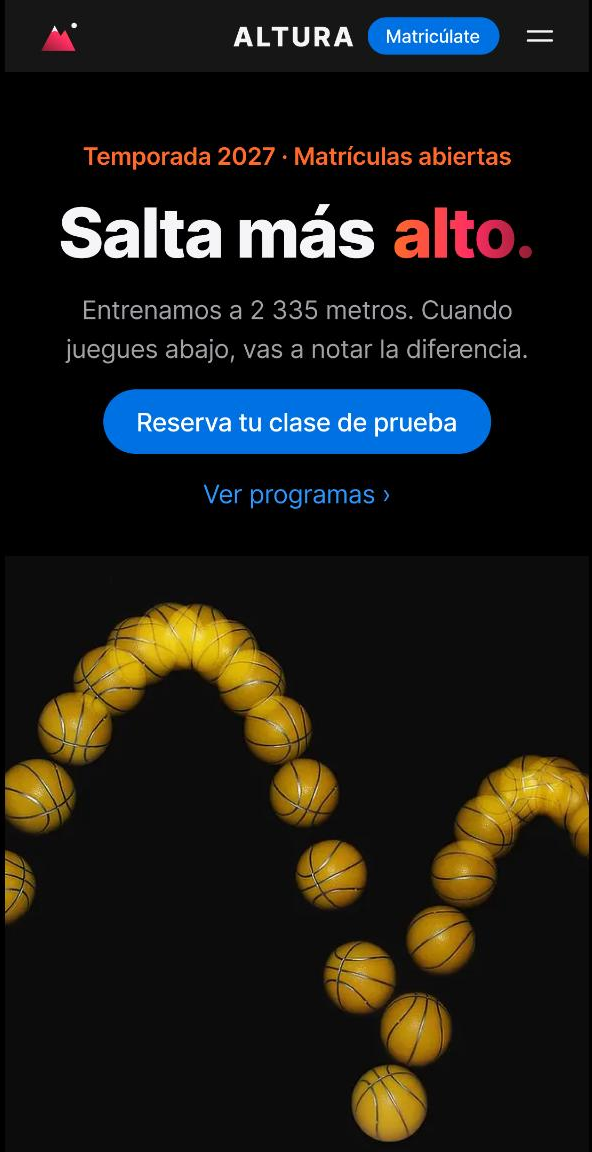 ALTURA
Matricúlate
Temporada 2027 · Matrículas abiertas
Salta más alto.
Entrenamos a 2 335 metros. Cuando
juegues abajo, vas a notar la diferencia.
Reserva tu clase de prueba
Ver programas ›